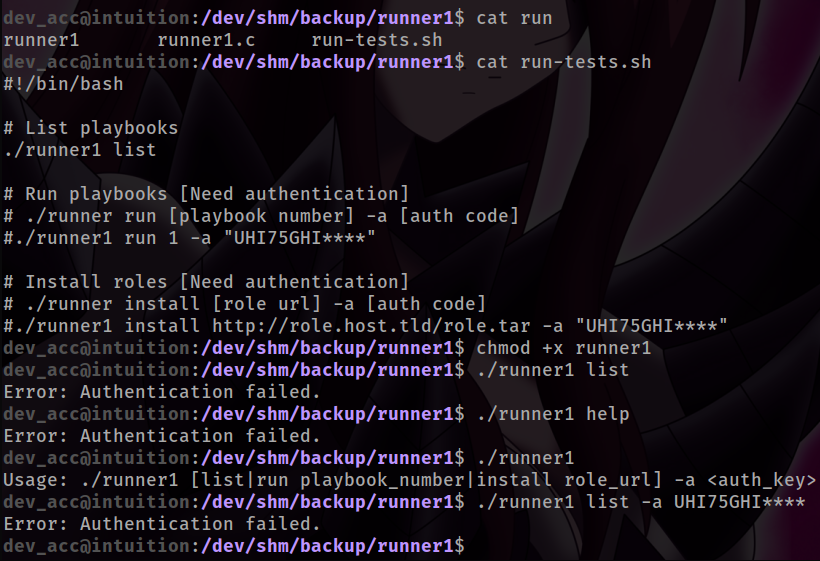 dev_acc@intuition:/dev/shm/backup/runner1$ cat run
runner1       runner1.c     run-tests.sh
dev_acc@intuition:/dev/shm/backup/runner1$ cat run-tests.sh
#!/bin/bash

# List playbooks
./runner1 list

# Run playbooks [Need authentication]
# ./runner run [playbook number] -a [auth code]
#./runner1 run 1 -a "UHI75GHI****"

# Install roles [Need authentication]
# ./runner install [role url] -a [auth code]
#./runner1 install http://role.host.tld/role.tar -a "UHI75GHI****"
dev_acc@intuition:/dev/shm/backup/runner1$ chmod +x runner1
dev_acc@intuition:/dev/shm/backup/runner1$ ./runner1 list
Error: Authentication failed.
dev_acc@intuition:/dev/shm/backup/runner1$ ./runner1 help
Error: Authentication failed.
dev_acc@intuition:/dev/shm/backup/runner1$ ./runner1
Usage: ./runner1 [list|run playbook_number|install role_url] -a <auth_key>
dev_acc@intuition:/dev/shm/backup/runner1$ ./runner1 list -a UHI75GHI****
Error: Authentication failed.
dev_acc@intuition:/dev/shm/backup/runner1$